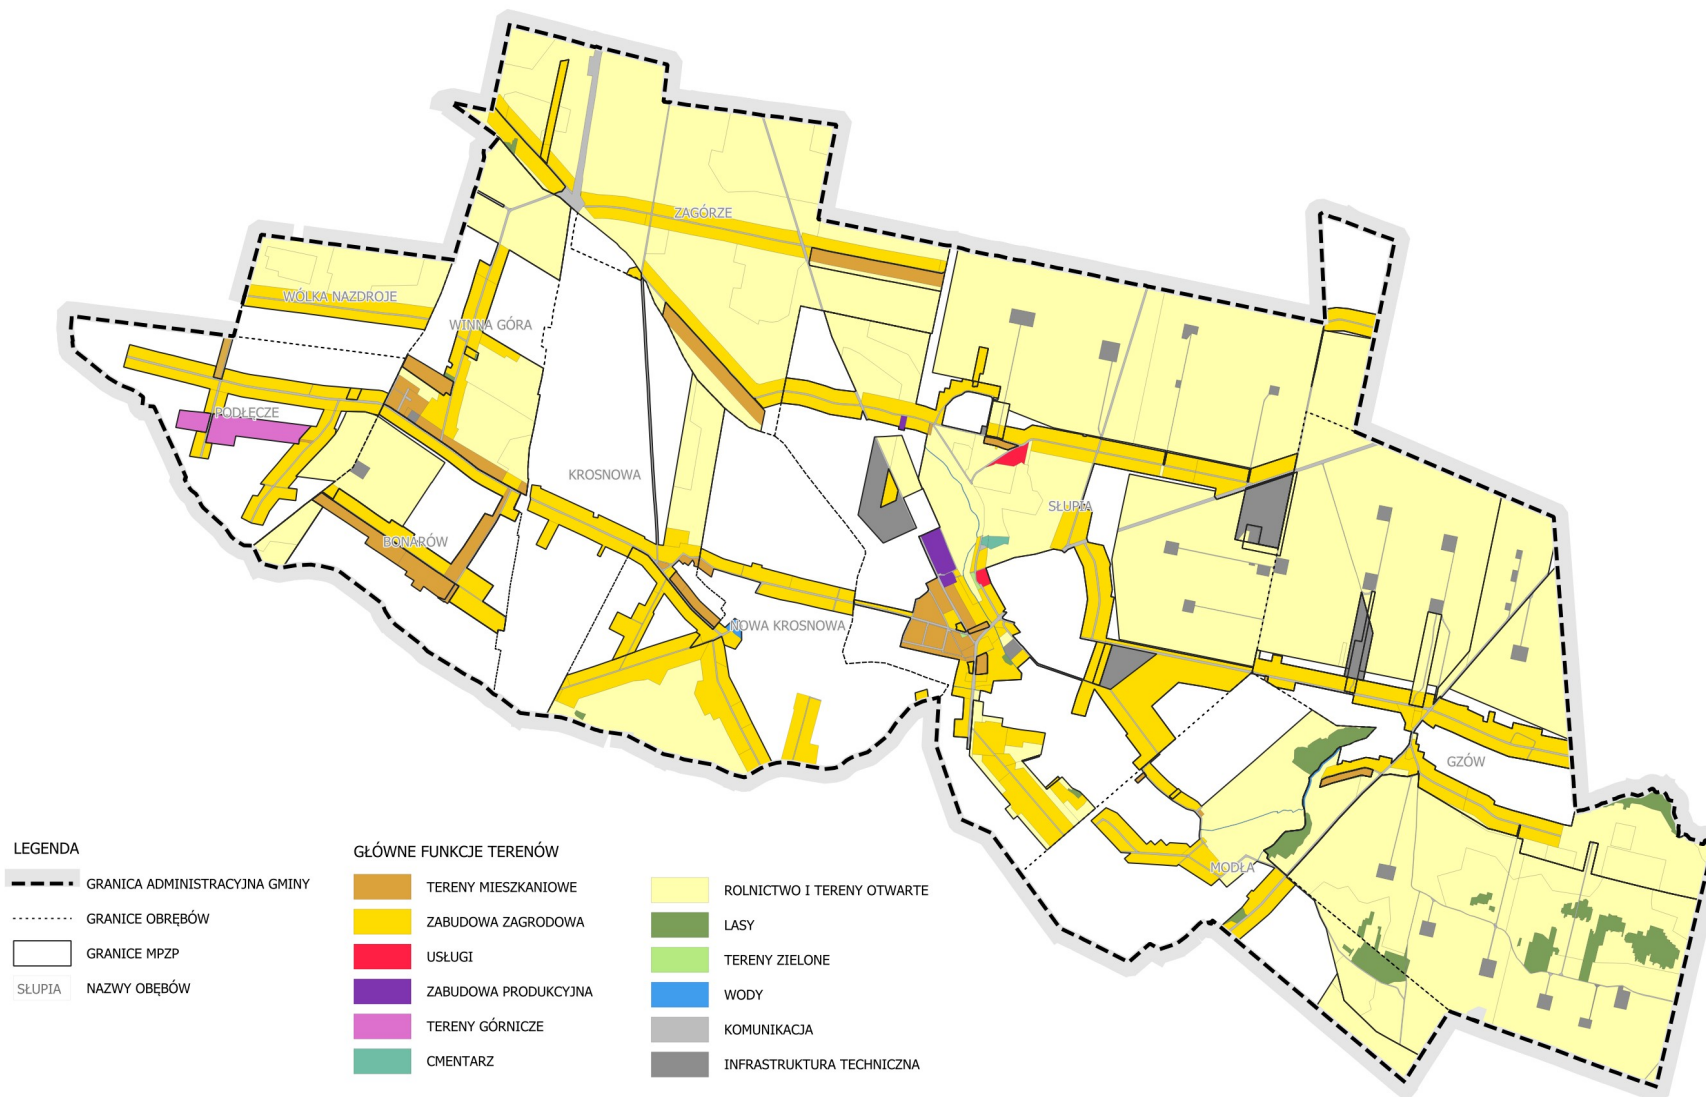 ZAGÓRZE
WÓLKA NAZDROJE
WINNA GÓRA
PODŁĘCZE
KROSNOWA
SŁUPIA
BONARÓW
NOWA KROSNOWA
GZÓW
MODŁA
LEGENDA
GRANICA ADMINISTRACYJNA GMINY
GRANICE OBRĘBÓW
GRANICE MPZP
SŁUPIA NAZWY OBĘBÓW
GŁÓWNE FUNKCJE TERENÓW
TERENY MIESZKANIOWE
ZABUDOWA ZAGRODOWA
USŁUGI
ZABUDOWA PRODUKCYJNA
TERENY GÓRNICZE
CMENTARZ
ROLNICTWO I TERENY OTWARTE
LASY
TERENY ZIELONE
WODY
KOMUNIKACJA
INFRASTRUKTURA TECHNICZNA